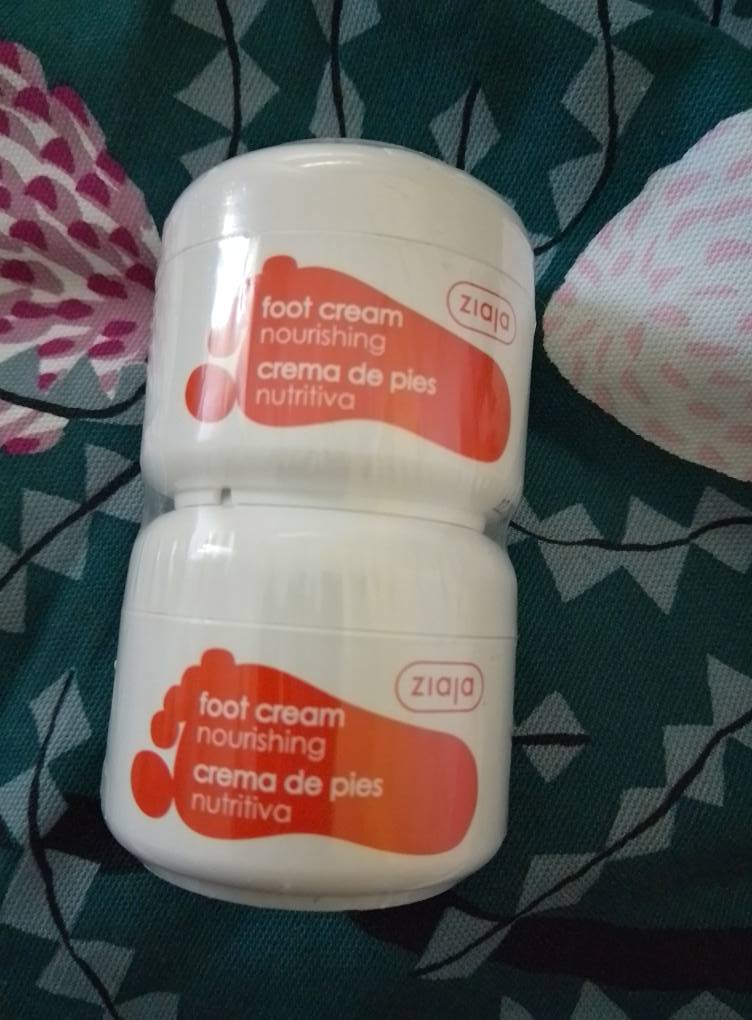 ziaja
foot cream
nourishing
crema de pies
nutritiva
ziaja
foot cream
nourishing
crema de pies
nutritiva